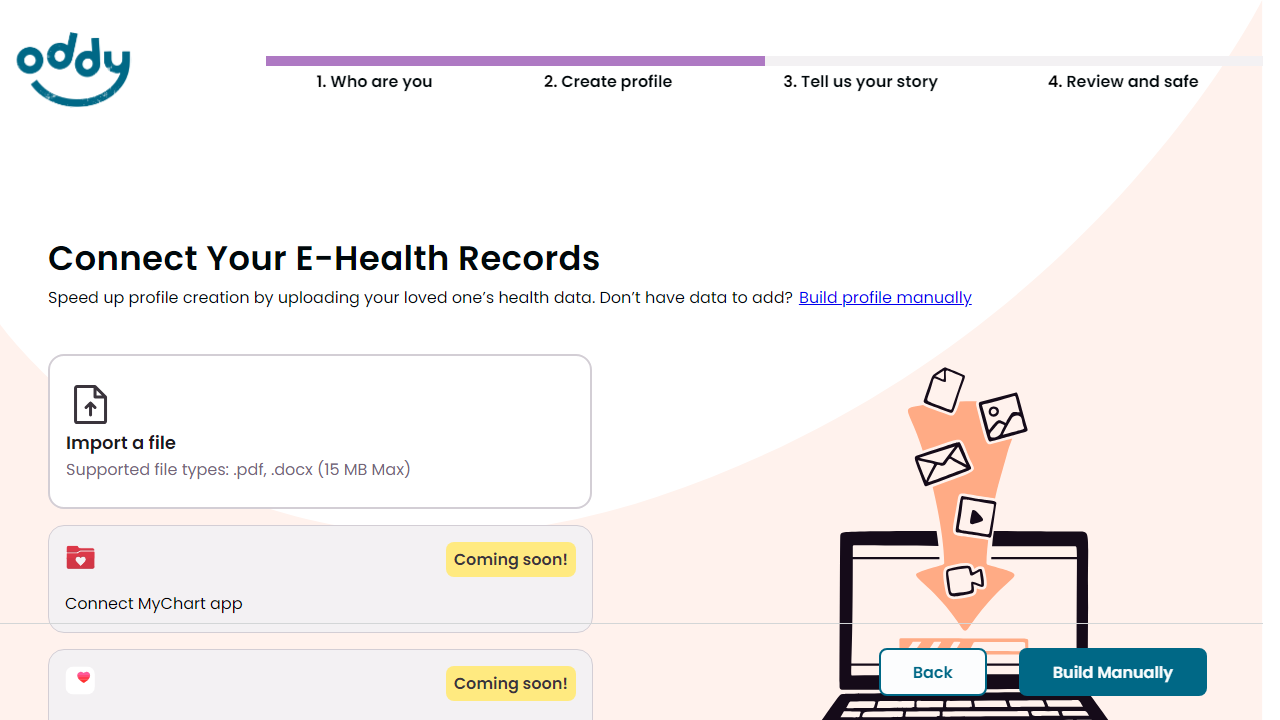 oddy
1. Who are you
2. Create profile
3. Tell us your story
4. Review and safe
Connect Your E-Health Records
Speed up profile creation by uploading your loved one’s health data. Don’t have data to add? Build profile manually
Import a file
Supported file types: .pdf, .docx (15 MB Max)
Coming soon!
Connect MyChart app
Coming soon!
Back
Build Manually